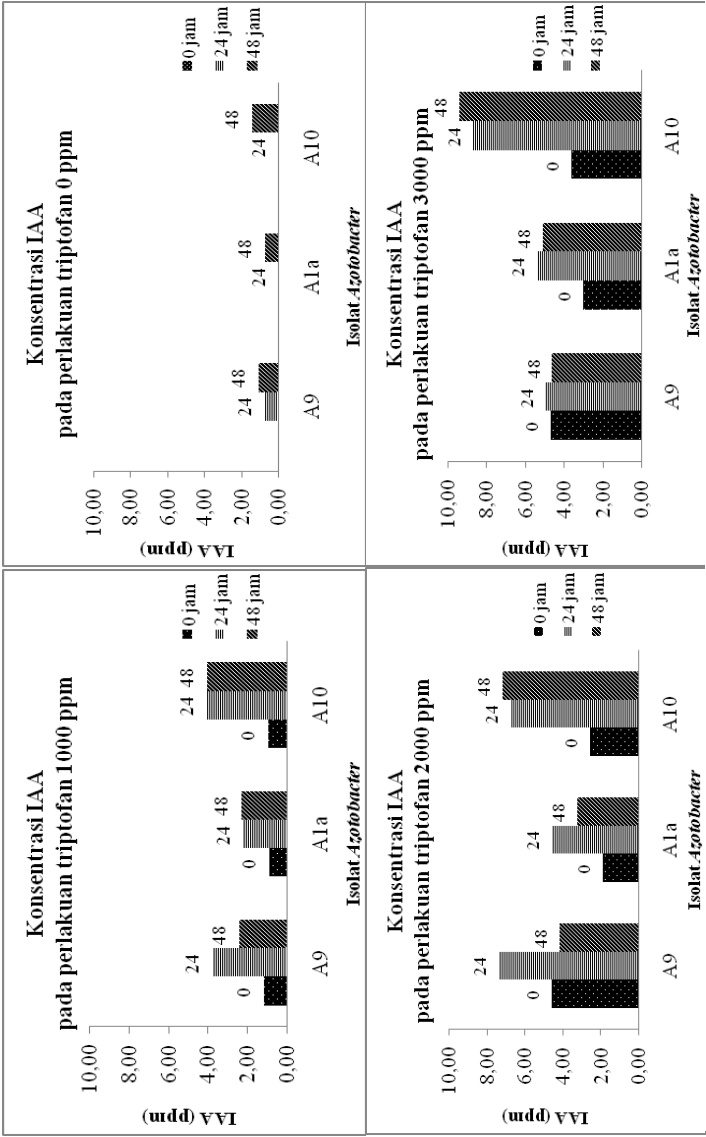 Konsentrasi IAA
pada perlakuan triptofan 1000 ppm
10,00
8,00
6,00
4,00
2,00
0,00
IAA (ppm)
0
24
48
0
24
48
0
24
48
A9
A1a
A10
Isolat Azotobacter
0 jam
24 jam
48 jam
Konsentrasi IAA
pada perlakuan triptofan 0 ppm
10,00
8,00
6,00
4,00
2,00
0,00
IAA (ppm)
24
48
24
48
24
48
A9
A1a
A10
Isolat Azotobacter
0 jam
24 jam
48 jam
Konsentrasi IAA
pada perlakuan triptofan 2000 ppm
10,00
8,00
6,00
4,00
2,00
0,00
IAA (ppm)
0
24
48
0
24
48
0
24
48
A9
A1a
A10
Isolat Azotobacter
0 jam
24 jam
48 jam
Konsentrasi IAA
pada perlakuan triptofan 3000 ppm
10,00
8,00
6,00
4,00
2,00
0,00
IAA (ppm)
0
24
48
0
24
48
0
24
48
A9
A1a
A10
Isolat Azotobacter
0 jam
24 jam
48 jam